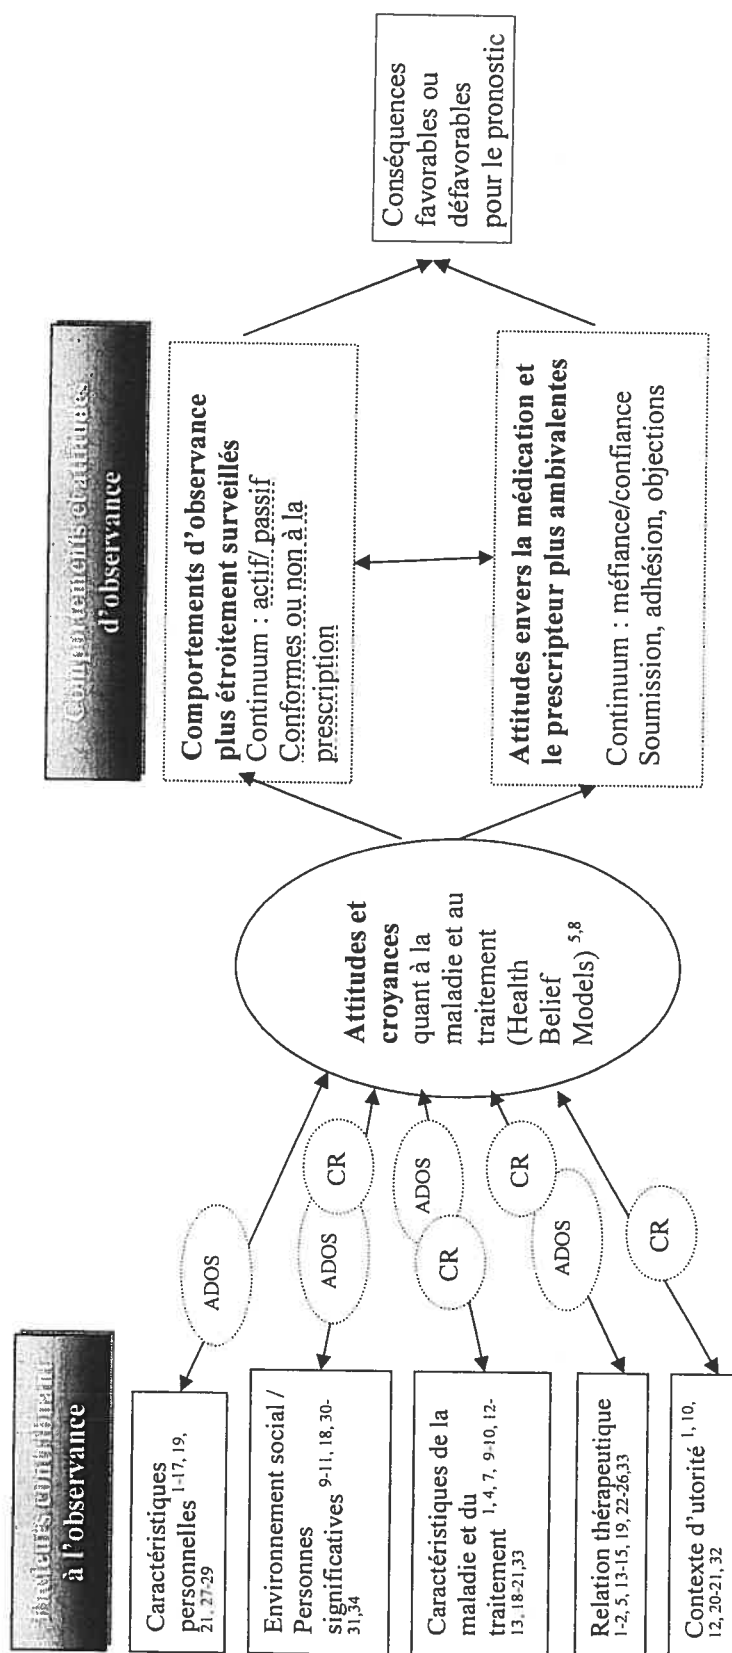 contribuant
à l'observance
Comportements et attitudes
d'observance
Caractéristiques
personnelles 1-17, 19,
21, 27-29
Environnement social /
Personnes
significatives 9-11, 18, 30-
31,34
Caractéristiques de la
maladie et du
traitement 1, 4, 7, 9-10, 12-
13, 18-21,33
Relation thérapeutique
1-2, 5, 13-15, 19, 22-26,33
Contexte d'utorité 1, 10,
12, 20-21, 32
ADOS
ADOS
CR
CR
ADOS
ADOS
CR
CR
Attitudes et
croyances
quant à la
maladie et au
traitement
(Health
Belief
Models) 5,8
Comportements d'observance
plus étroitement surveillés
Continuum : actif/ passif
Conformes ou non à la
prescription
Attitudes envers la médication et
le prescripteur plus ambivalentes
Continuum : méfiance/confiance
Soumission, adhésion, objections
Conséquences
favorables ou
défavorables
pour le pronostic